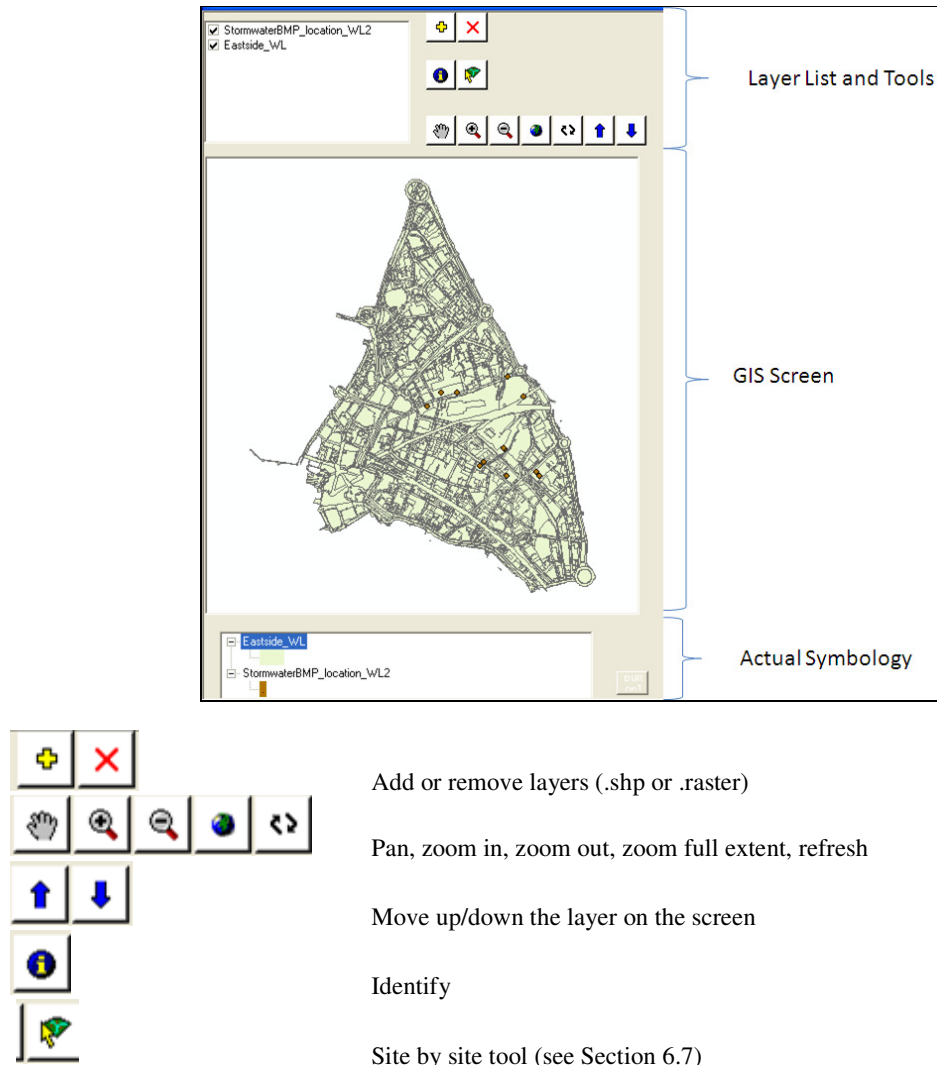 StormwaterBMP_location_WL2
Eastside_WL
Layer List and Tools
GIS Screen
Eastside_WL
StormwaterBMP_location_WL2
Actual Symbology
Add or remove layers (.shp or .raster)
Pan, zoom in, zoom out, zoom full extent, refresh
Move up/down the layer on the screen
Identify
Site by site tool (see Section 6.7)